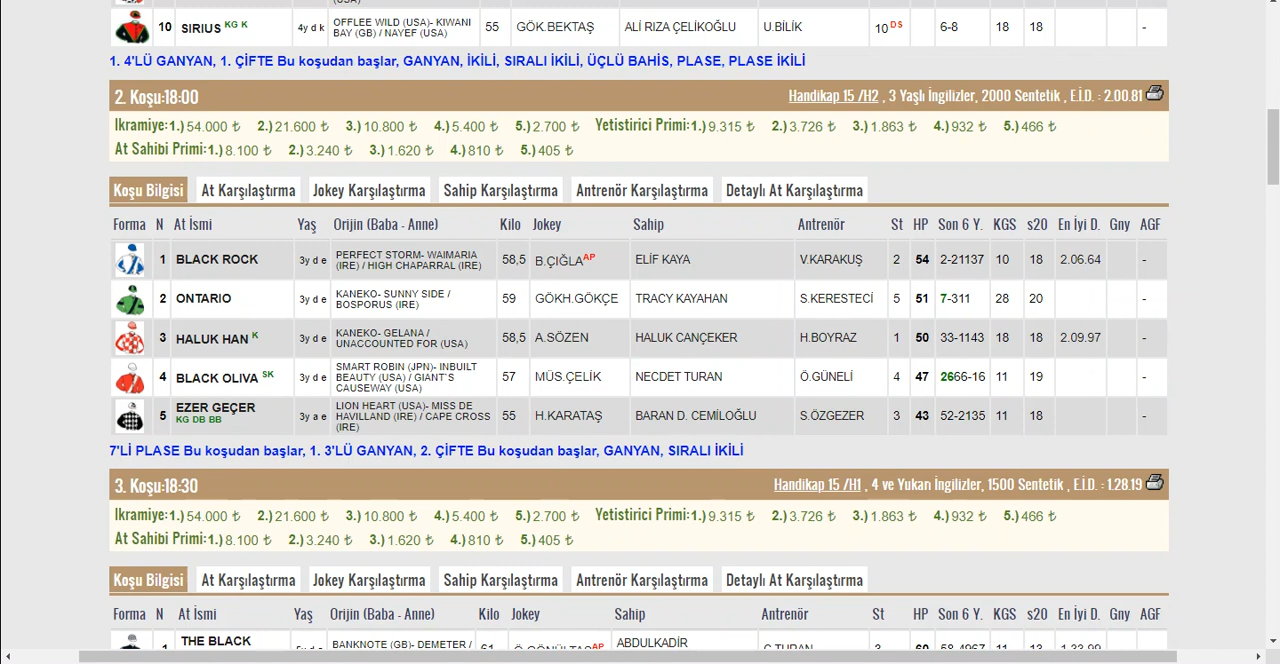 (USA)
10 SIRIUS KG K 4y d k OFFLEE WILD (USA)- KIWANI BAY (GB) / NAYEF (USA) 55 GÖK.BEKTAŞ ALİ RIZA ÇELİKOĞLU U.BİLİK 10 DS 6-8 18 18 -
1. 4'LÜ GANYAN, 1. ÇİFTE Bu koşudan başlar, GANYAN, İKİLİ, SIRALI İKİLİ, ÜÇLÜ BAHİS, PLASE, PLASE İKİLİ
2. Koşu:18:00 Handikap 15 /H2 , 3 Yaşlı İngilizler, 2000 Sentetik , E.İ.D. : 2.00.81
İkramiye:1.) 54.000 ₺ 2.) 21.600 ₺ 3.) 10.800 ₺ 4.) 5.400 ₺ 5.) 2.700 ₺ Yetistirici Primi:1.) 9.315 ₺ 2.) 3.726 ₺ 3.) 1.863 ₺ 4.) 932 ₺ 5.) 466 ₺
At Sahibi Primi:1.) 8.100 ₺ 2.) 3.240 ₺ 3.) 1.620 ₺ 4.) 810 ₺ 5.) 405 ₺
Koşu Bilgisi At Karşılaştırma Jokey Karşılaştırma Sahip Karşılaştırma Antrenör Karşılaştırma Detaylı At Karşılaştırma
Forma N At İsmi Yaş Orijin (Baba - Anne) Kilo Jokey Sahip Antrenör St HP Son 6 Y. KGS s20 En İyi D. Gny AGF
1 BLACK ROCK 3y d e PERFECT STORM- WAIMARIA (IRE) / HIGH CHAPARRAL (IRE) 58,5 B.ÇIĞLA AP ELİF KAYA V.KARAKUŞ 2 54 2-21137 10 18 2.06.64 -
2 ONTARIO 3y d e KANEKO- SUNNY SIDE / BOSPORUS (IRE) 59 GÖKH.GÖKÇE TRACY KAYAHAN S.KERESTECİ 5 51 7-311 28 20 -
3 HALUK HAN K 3y d e KANEKO- GELANA / UNACCOUNTED FOR (USA) 58,5 A.SÖZEN HALUK CANÇEKER H.BOYRAZ 1 50 33-1143 18 18 2.09.97 -
4 BLACK OLIVA SK 3y d e SMART ROBIN (JPN)- INBUILT BEAUTY (USA) / GIANT`S CAUSEWAY (USA) 57 MÜS.ÇELİK NECDET TURAN Ö.GÜNELİ 4 47 2666-16 11 19 -
5 EZER GEÇER KG DB BB 3y a e LION HEART (USA)- MISS DE HAVILLAND (IRE) / CAPE CROSS (IRE) 55 H.KARATAŞ BARAN D. CEMİLOĞLU S.ÖZDEZER 3 43 52-2135 11 18 -
7'Lİ PLASE Bu koşudan başlar, 1. 3'LÜ GANYAN, 2. ÇİFTE Bu koşudan başlar, GANYAN, SIRALI İKİLİ
3. Koşu:18:30 Handikap 15 /H1 , 4 ve Yukarı İngilizler, 1500 Sentetik , E.İ.D. : 1.28.19
İkramiye:1.) 54.000 ₺ 2.) 21.600 ₺ 3.) 10.800 ₺ 4.) 5.400 ₺ 5.) 2.700 ₺ Yetistirici Primi:1.) 9.315 ₺ 2.) 3.726 ₺ 3.) 1.863 ₺ 4.) 932 ₺ 5.) 466 ₺
At Sahibi Primi:1.) 8.100 ₺ 2.) 3.240 ₺ 3.) 1.620 ₺ 4.) 810 ₺ 5.) 405 ₺
Koşu Bilgisi At Karşılaştırma Jokey Karşılaştırma Sahip Karşılaştırma Antrenör Karşılaştırma Detaylı At Karşılaştırma
Forma N At İsmi Yaş Orijin (Baba - Anne) Kilo Jokey Sahip Antrenör St HP Son 6 Y. KGS s20 En İyi D. Gny AGF
1 THE BLACK BANKNOTE (GB)- DEMETER / 61 Ö.GÖNÜLTAŞ AP ABDULKADİR C.TURAN 3 60 58-4967 11 13 1.33.99